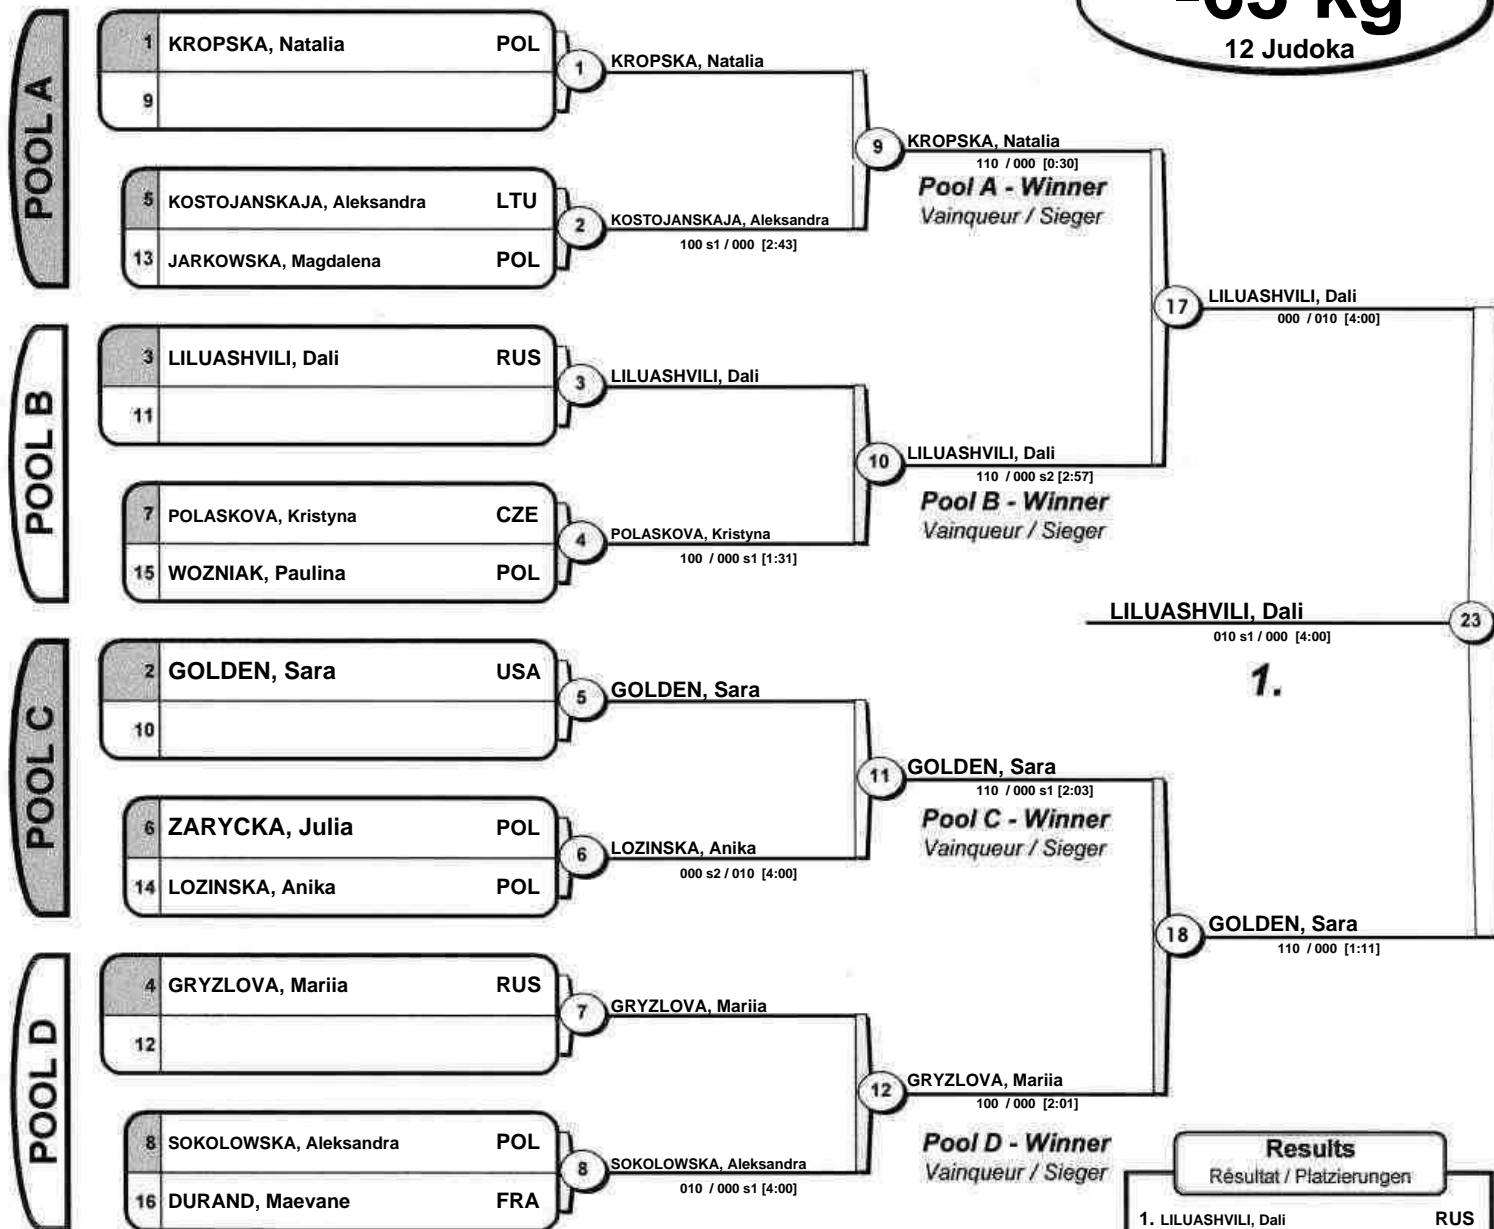 -63 kg
12 Judoka
POOL A
1 KROPSKA, Natalia POL
9
1 KROPSKA, Natalia
5 KOSTOJANSKAJA, Aleksandra LTU
13 JARKOWSKA, Magdalena POL
2 KOSTOJANSKAJA, Aleksandra
100 s1 / 000 [2:43]
9 KROPSKA, Natalia
110 / 000 [0:30]
Pool A - Winner
Vainqueur / Sieger
POOL B
3 LILUASHVILI, Dali RUS
11
3 LILUASHVILI, Dali
7 POLASKOVA, Kristyna CZE
15 WOZNIAK, Paulina POL
4 POLASKOVA, Kristyna
100 / 000 s1 [1:31]
10 LILUASHVILI, Dali
110 / 000 s2 [2:57]
Pool B - Winner
Vainqueur / Sieger
17 LILUASHVILI, Dali
000 / 010 [4:00]
LILUASHVILI, Dali 23
010 s1 / 000 [4:00]
1.
POOL C
2 GOLDEN, Sara USA
10
5 GOLDEN, Sara
6 ZARYCKA, Julia POL
14 LOZINSKA, Anika POL
6 LOZINSKA, Anika
000 s2 / 010 [4:00]
11 GOLDEN, Sara
110 / 000 s1 [2:03]
Pool C - Winner
Vainqueur / Sieger
18 GOLDEN, Sara
110 / 000 [1:11]
POOL D
4 GRYZLOVA, Mariia RUS
12
7 GRYZLOVA, Mariia
8 SOKOLOWSKA, Aleksandra POL
16 DURAND, Maevane FRA
8 SOKOLOWSKA, Aleksandra
010 / 000 s1 [4:00]
12 GRYZLOVA, Mariia
100 / 000 [2:01]
Pool D - Winner
Vainqueur / Sieger
Results
Résultat / Platzierungen
1. LILUASHVILI, Dali RUS